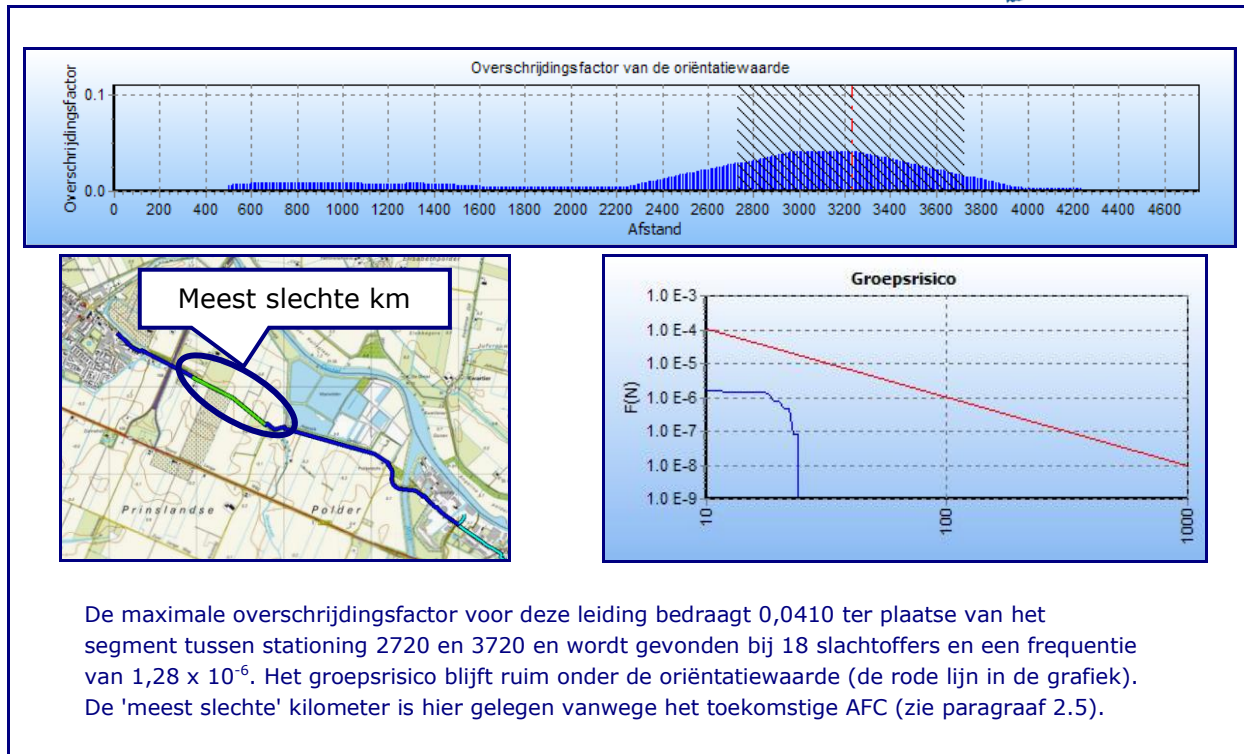 Overschrijdingsfactor van de oriëntatiewaarde
Overschrijdingsfactor
0.1
0.0
0 200 400 600 800 1000 1200 1400 1600 1800 2000 2200 2400 2600 2800 3000 3200 3400 3600 3800 4000 4200 4400 4600
Afstand
Meest slechte km
Prinslandse Polder
Groepsrisico
F(N)
1.0 E-3
1.0 E-4
1.0 E-5
1.0 E-6
1.0 E-7
1.0 E-8
1.0 E-9
10 100 1000
De maximale overschrijdingsfactor voor deze leiding bedraagt 0,0410 ter plaatse van het
segment tussen stationing 2720 en 3720 en wordt gevonden bij 18 slachtoffers en een frequentie
van 1,28 x 10⁻⁶. Het groepsrisico blijft ruim onder de oriëntatiewaarde (de rode lijn in de grafiek).
De 'meest slechte' kilometer is hier gelegen vanwege het toekomstige AFC (zie paragraaf 2.5).